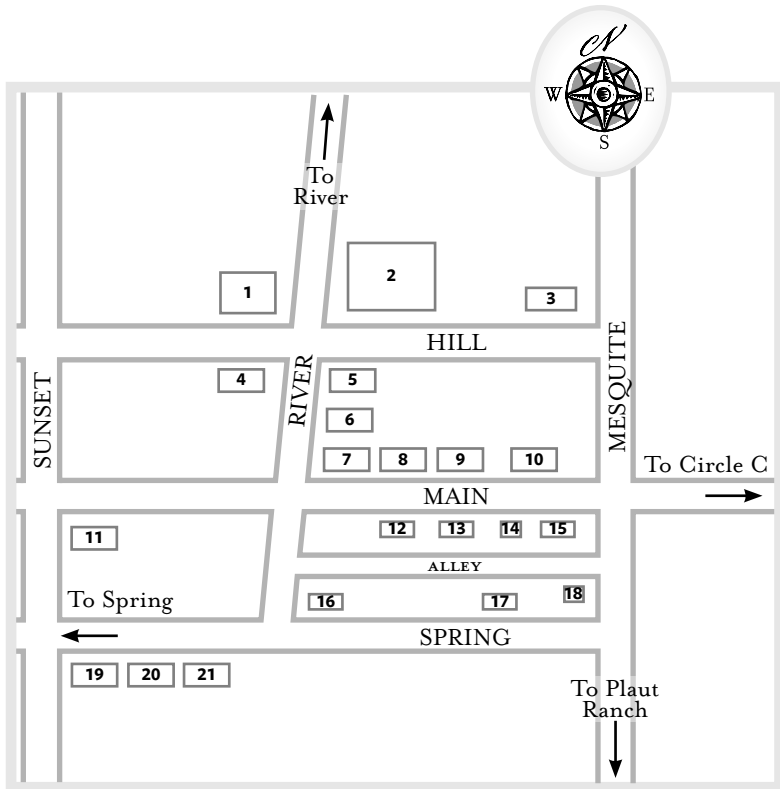 N
W
E
S
To
River
1
2
3
HILL
MESQUITE
SUNSET
RIVER
4
5
6
7
8
9
10
To Circle C
MAIN
11
12
13
14
15
ALLEY
To Spring
16
17
18
SPRING
19
20
21
To Plaut
Ranch